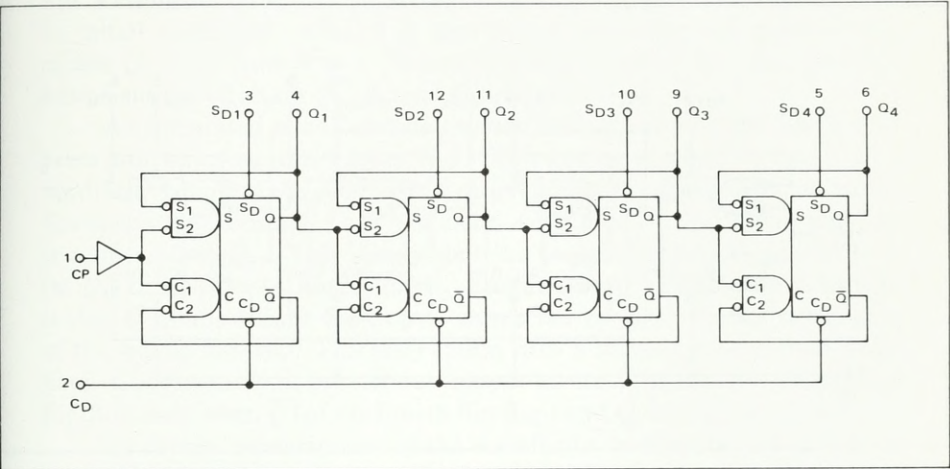 3 4 12 11 10 9 5 6
SD1 Q1 SD2 Q2 SD3 Q3 SD4 Q4
S1 SD S1 SD S1 SD S1 SD
S Q S Q S Q S Q
S2 S2 S2 S2
1
CP
C1 C1 C1 C1
C Q̅ C Q̅ C Q̅ C Q̅
C2 CD C2 CD C2 CD C2 CD
2
CD